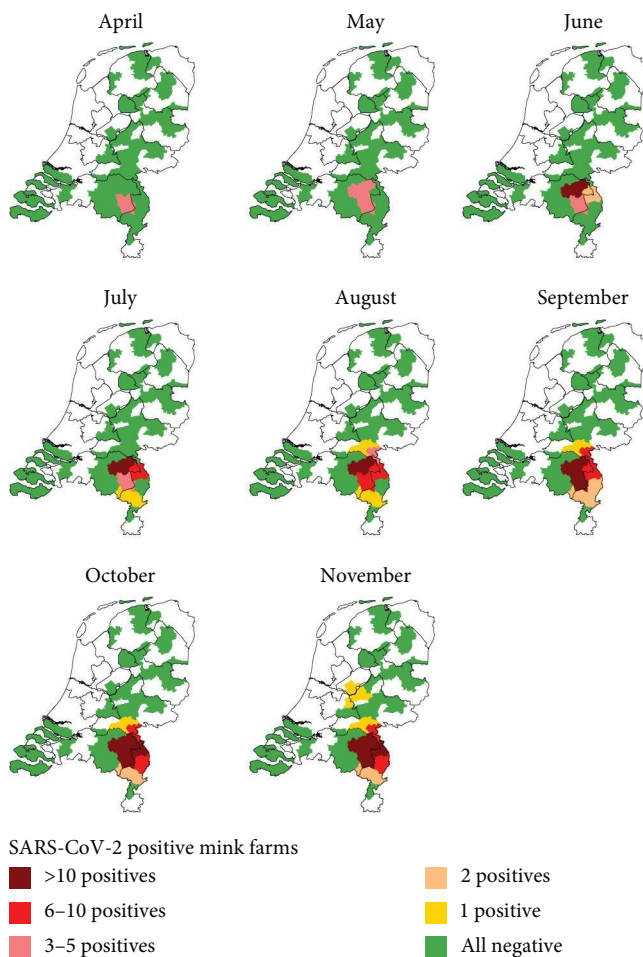 April
May
June
July
August
September
October
November
SARS-CoV-2 positive mink farms
>10 positives
6–10 positives
3–5 positives
2 positives
1 positive
All negative